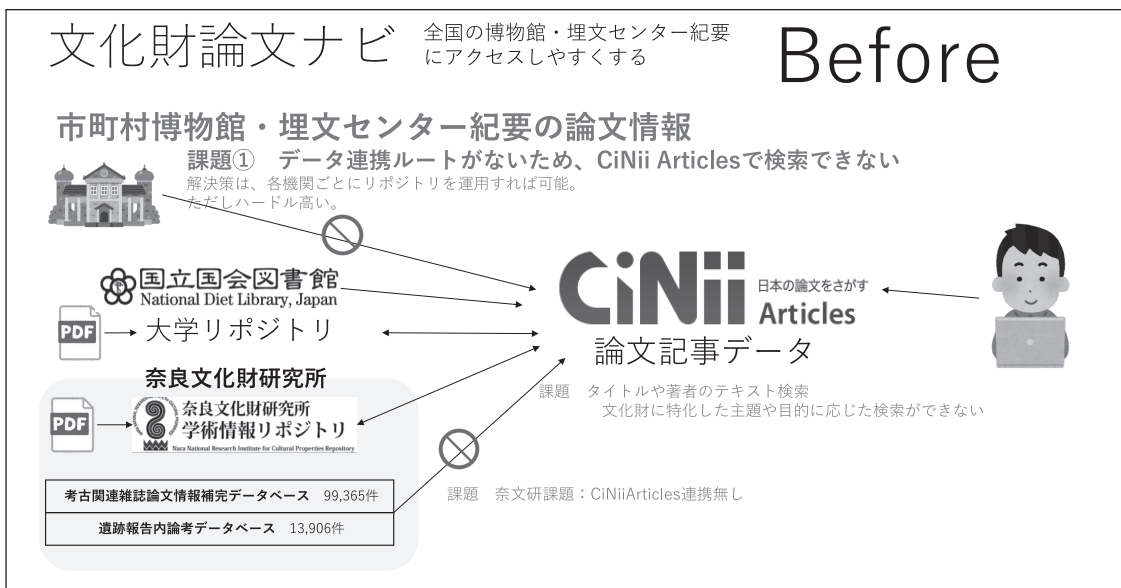 文化財論文ナビ
全国の博物館・埋文センター紀要
にアクセスしやすくする
Before
市町村博物館・埋文センター紀要の論文情報
課題① データ連携ルートがないため、CiNii Articlesで検索できない
解決策は、各機関ごとにリポジトリを運用すれば可能。
ただしハードル高い。
国立国会図書館
National Diet Library, Japan
PDF
大学リポジトリ
CiNii
日本の論文をさがす
Articles
論文記事データ
課題 タイトルや著者のテキスト検索
文化財に特化した主題や目的に応じた検索ができない
奈良文化財研究所
PDF
奈良文化財研究所
学術情報リポジトリ
Nara National Research Institute for Cultural Properties Repository
考古関連雑誌論文情報補完データベース 99,365件
遺跡報告内論考データベース 13,906件
課題 奈文研課題：CiNiiArticles連携無し